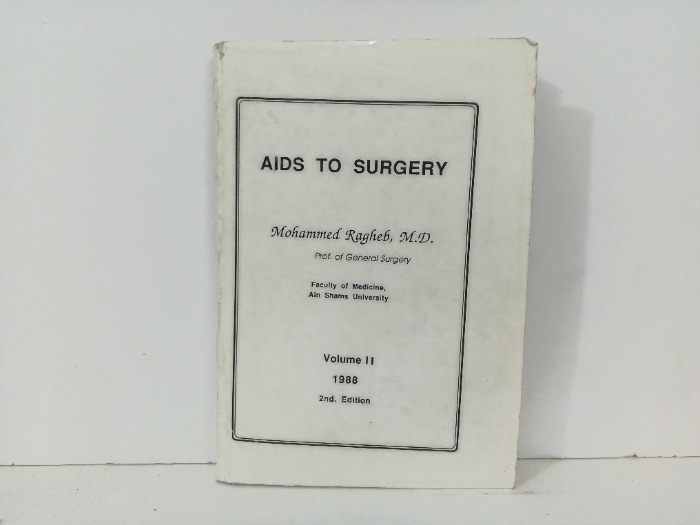 AIDS TO SURGERY
Mohammed Ragheb, M.D.
Prof. of General Surgery
Faculty of Medicine,
Ain Shams University
Volume II
1988
2nd. Edition